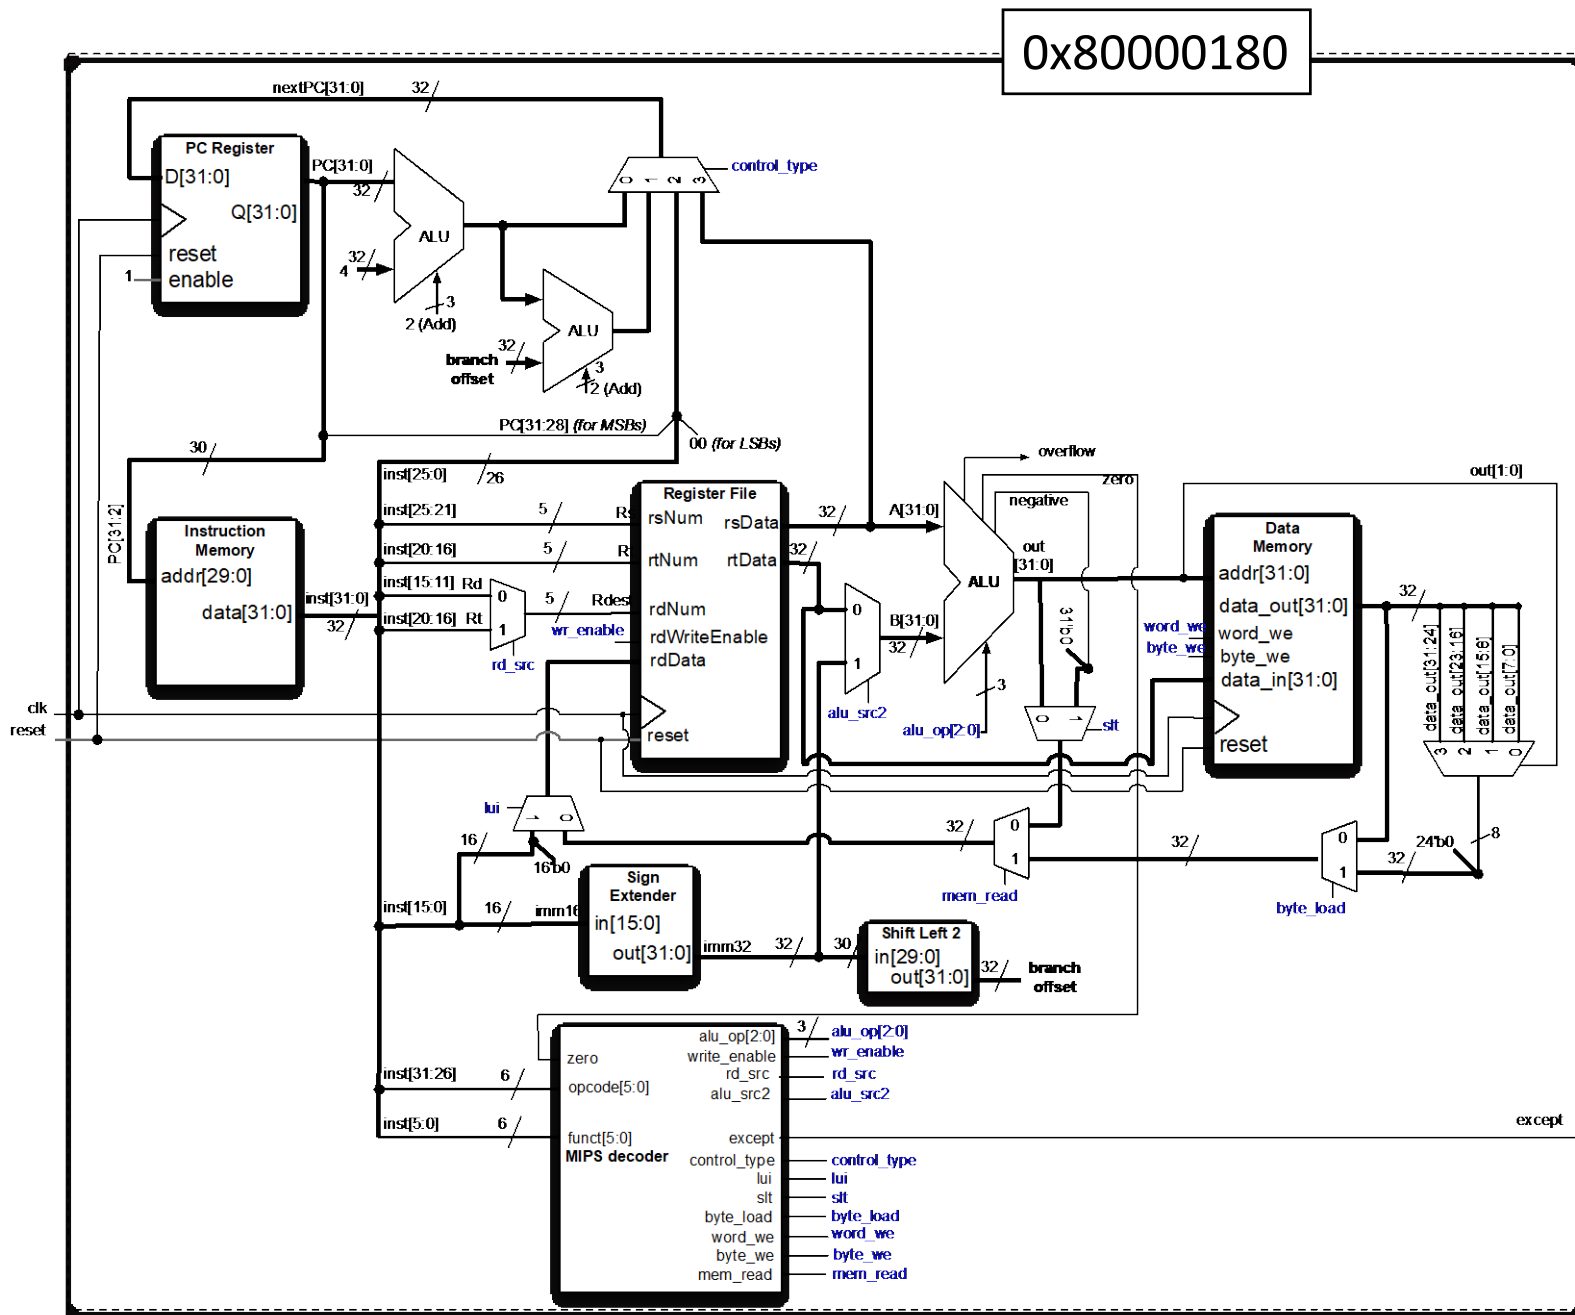 0x80000180
nextPC[31:0]
32
PC Register
D[31:0]
Q[31:0]
reset
enable
1
PC[31:0]
32
ALU
32
4
3
2 (Add)
0
1
2
3
control_type
ALU
32
branch
offset
3
2 (Add)
PC[31:28] (for MSBs)
00 (for LSBs)
30
PC[31:2]
inst[25:0]
26
Instruction
Memory
addr[29:0]
data[31:0]
inst[31:0]
32
inst[25:21]
5
inst[20:16]
5
inst[15:11] Rd
inst[20:16] Rt
0
1
rd_src
5
Rdest
wr_enable
Register File
rsNum
rsData
rtNum
rtData
rdNum
rdWriteEnable
rdData
reset
32
32
A[31:0]
0
1
alu_src2
B[31:0]
32
ALU
overflow
zero
negative
out
[31:0]
3
alu_op[2:0]
31'b0
0
1
slt
out[1:0]
Data
Memory
addr[31:0]
data_out[31:0]
word_we
byte_we
data_in[31:0]
reset
word_we
byte_we
32
data_out[31:24]
data_out[23:16]
data_out[15:8]
data_out[7:0]
3
2
1
0
clk
reset
lui
1
0
16
16'b0
32
0
1
mem_read
32
0
1
byte_load
32
24'b0
8
inst[15:0]
16
imm16
Sign
Extender
in[15:0]
out[31:0]
imm32
32
30
Shift Left 2
in[29:0]
out[31:0]
32
branch
offset
zero
inst[31:26]
6
opcode[5:0]
inst[5:0]
6
funct[5:0]
MIPS decoder
alu_op[2:0]
3
alu_op[2:0]
write_enable
wr_enable
rd_src
rd_src
alu_src2
alu_src2
except
except
control_type
control_type
lui
lui
slt
slt
byte_load
byte_load
word_we
word_we
byte_we
byte_we
mem_read
mem_read